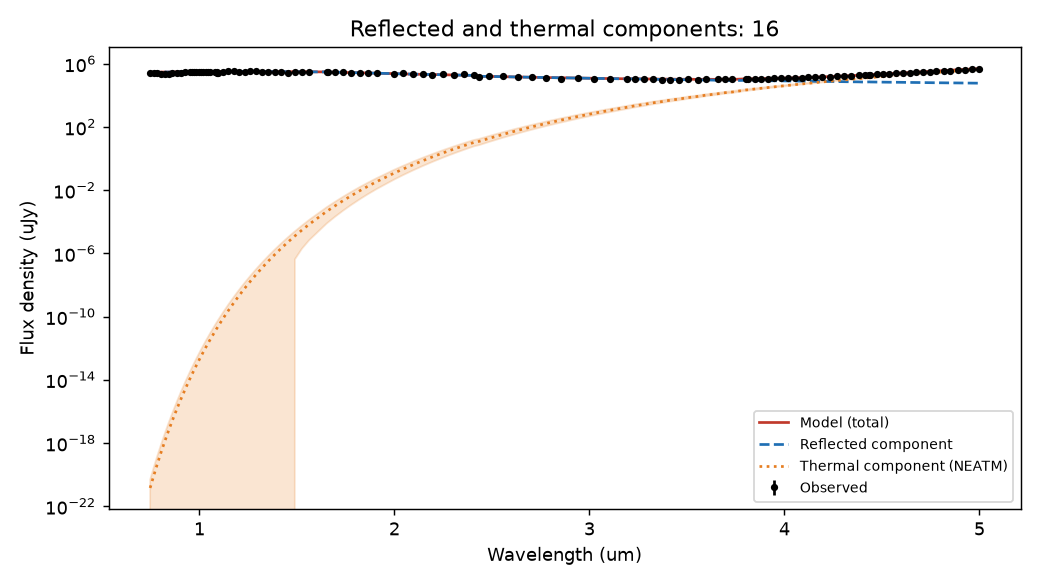 Reflected and thermal components: 16
Flux density (uJy)
10^6
10^2
10^−2
10^−6
10^−10
10^−14
10^−18
10^−22
Model (total)
Reflected component
Thermal component (NEATM)
Observed
1 2 3 4 5
Wavelength (um)